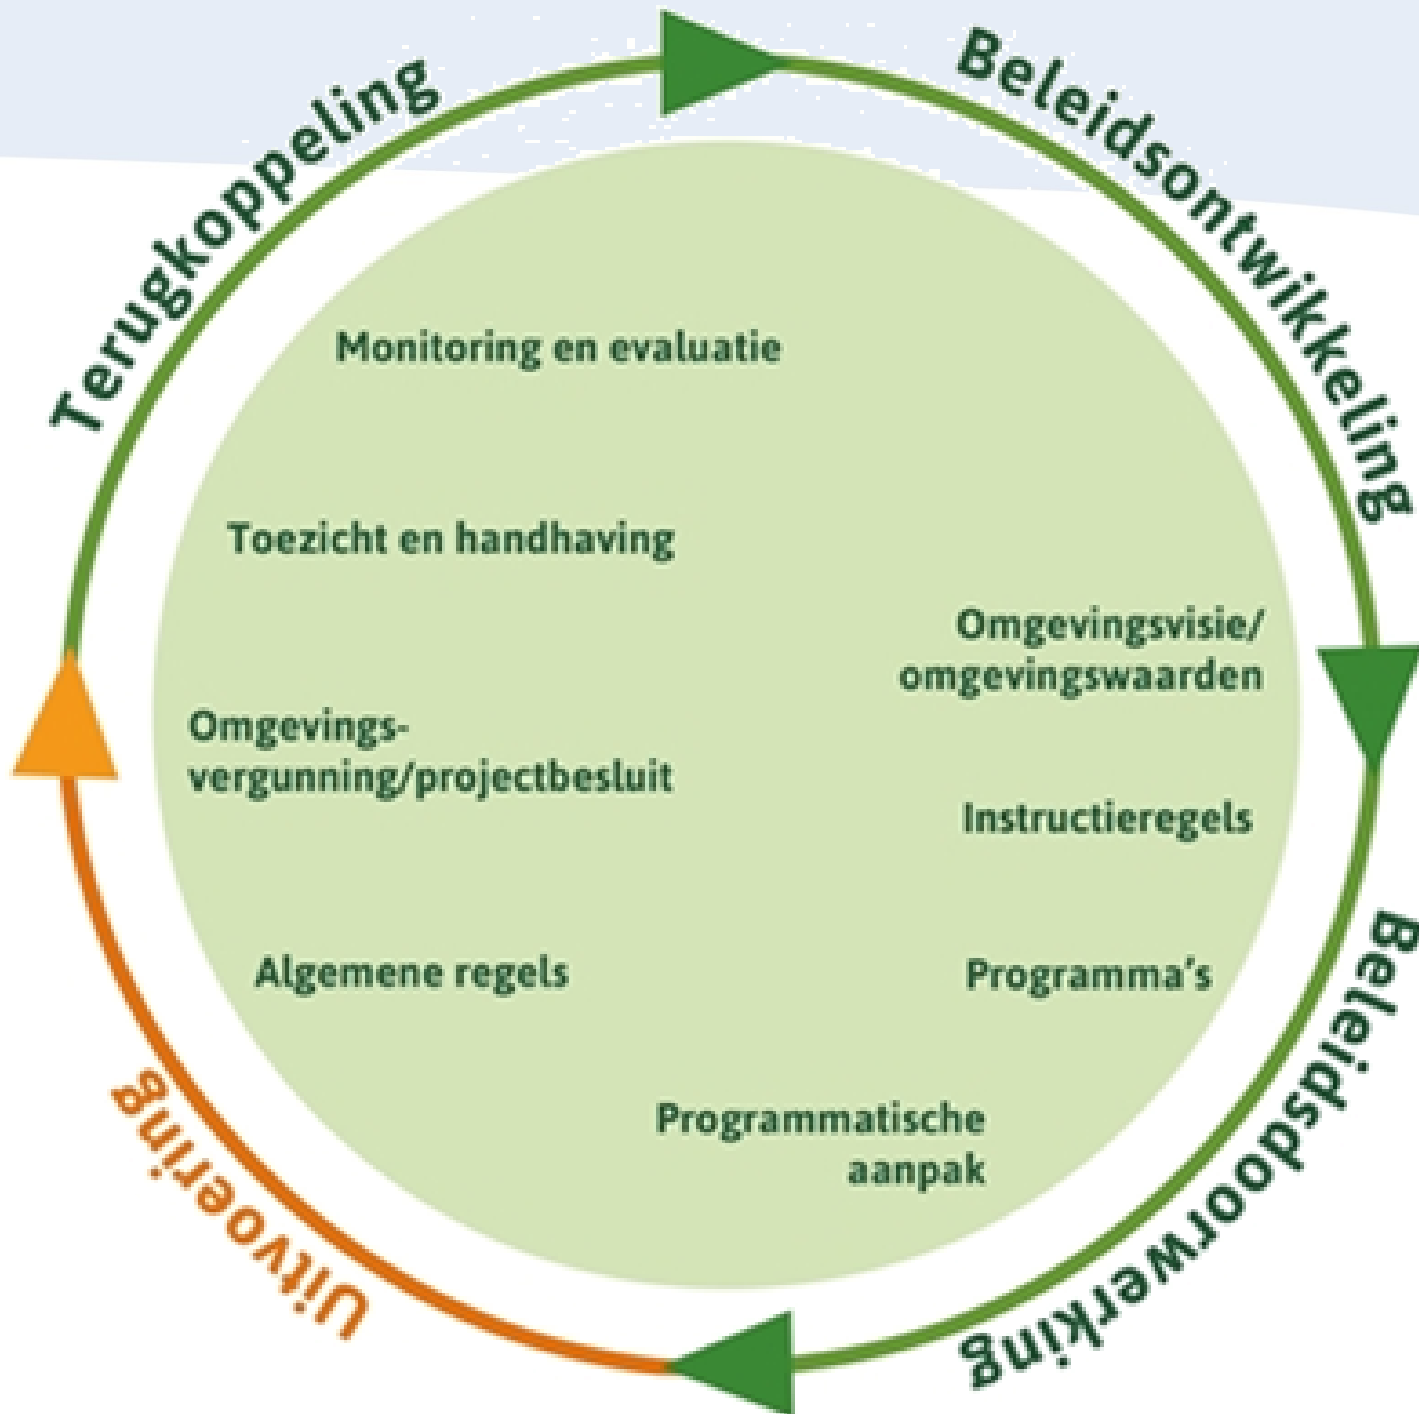 Terugkoppeling
Beleidsontwikkeling
Monitoring en evaluatie
Toezicht en handhaving
Omgevingsvisie/
omgevingswaarden
Omgevings-
vergunning/projectbesluit
Instructieregels
Algemene regels
Programma's
Programmatische
aanpak
Beleidsdoorwerking
Uitvoering